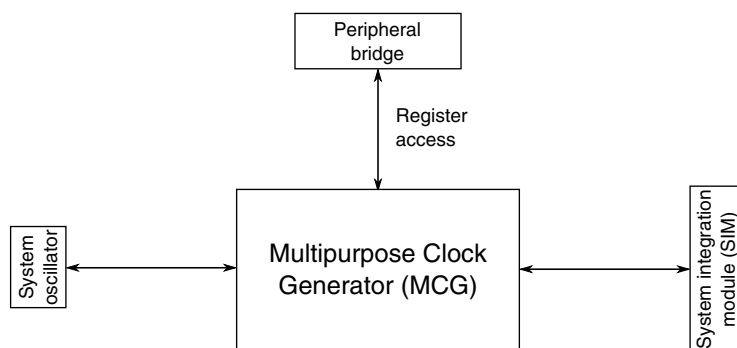 Peripheral
bridge
Register
access
System
oscillator
Multipurpose Clock
Generator (MCG)
System integration
module (SIM)